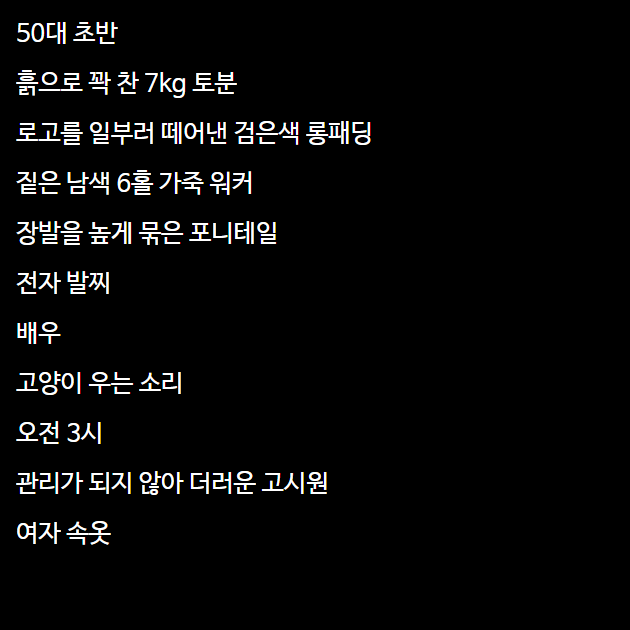 50대 초반
흙으로 꽉 찬 7kg 토분
로고를 일부러 떼어낸 검은색 롱패딩
짙은 남색 6홀 가죽 워커
장발을 높게 묶은 포니테일
전자 발찌
배우
고양이 우는 소리
오전 3시
관리가 되지 않아 더러운 고시원
여자 속옷